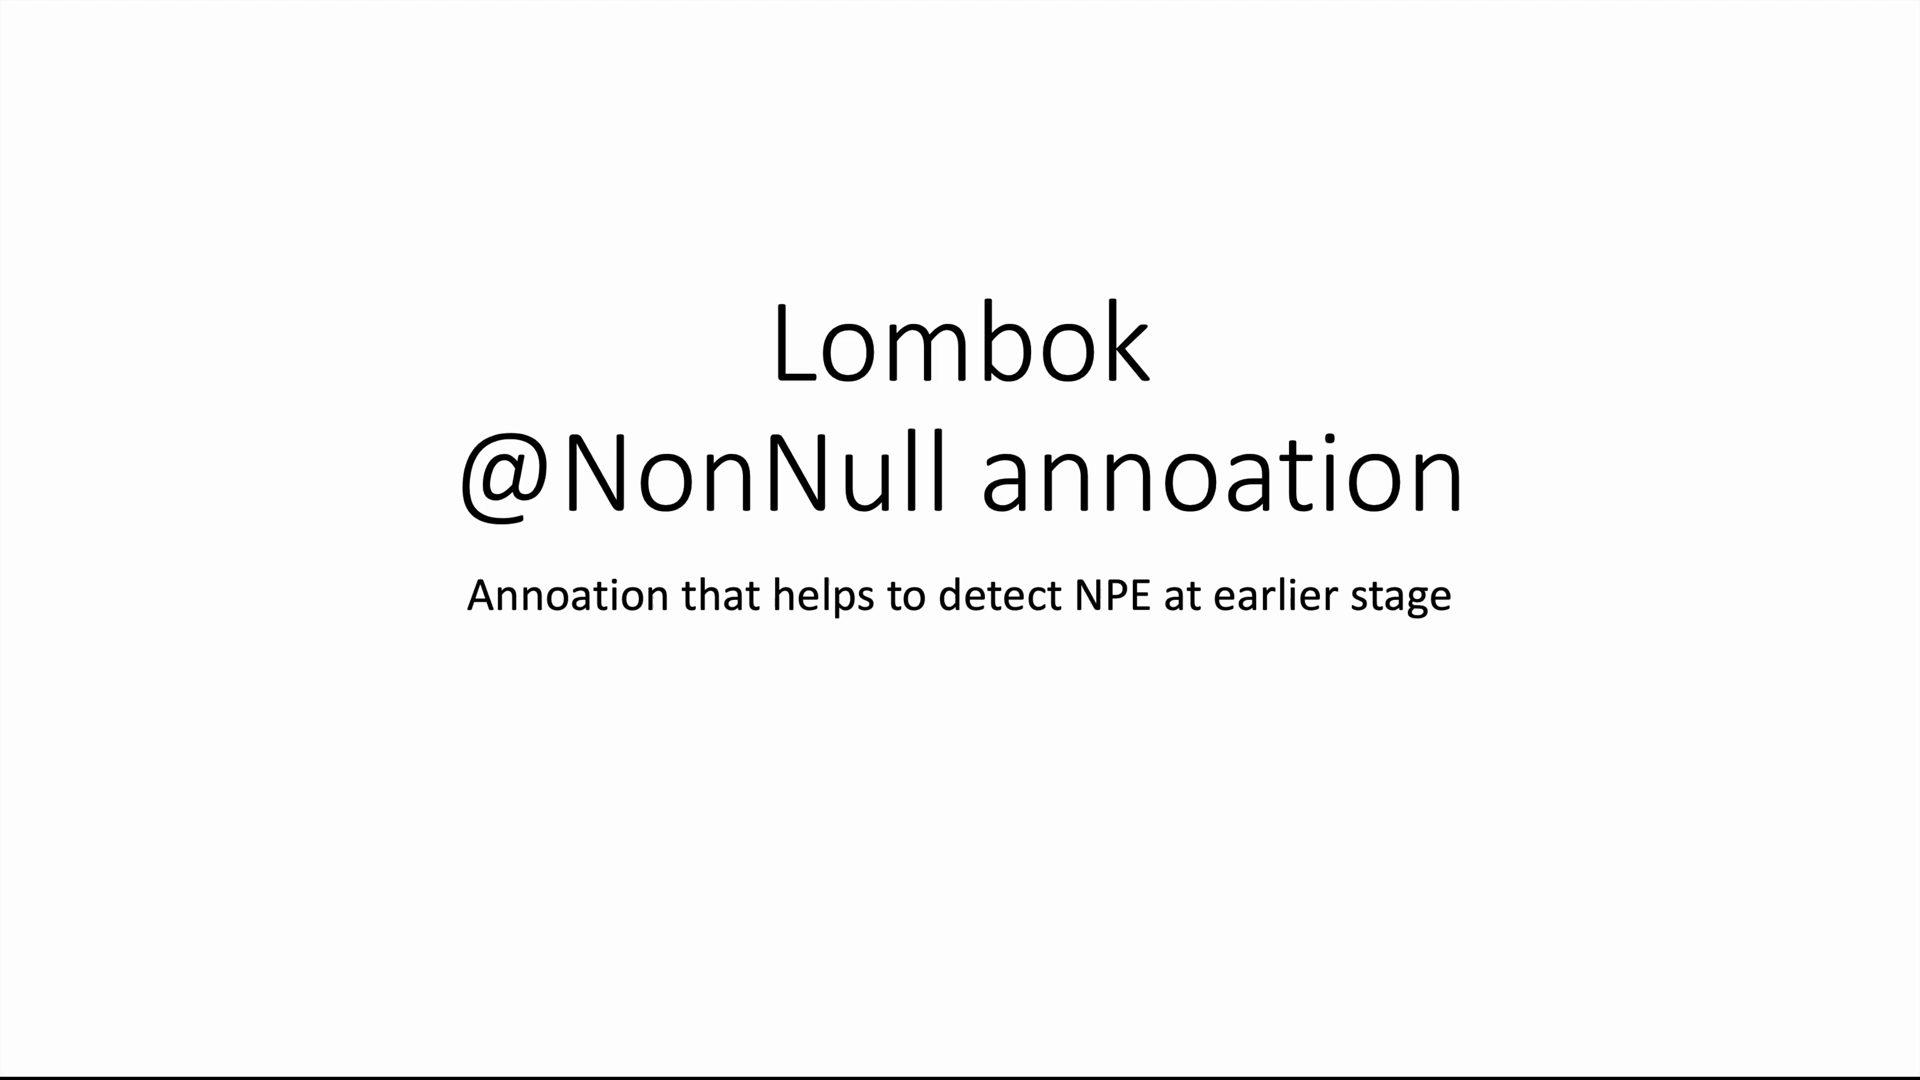 Lombok
@NonNull annoation
Annoation that helps to detect NPE at earlier stage